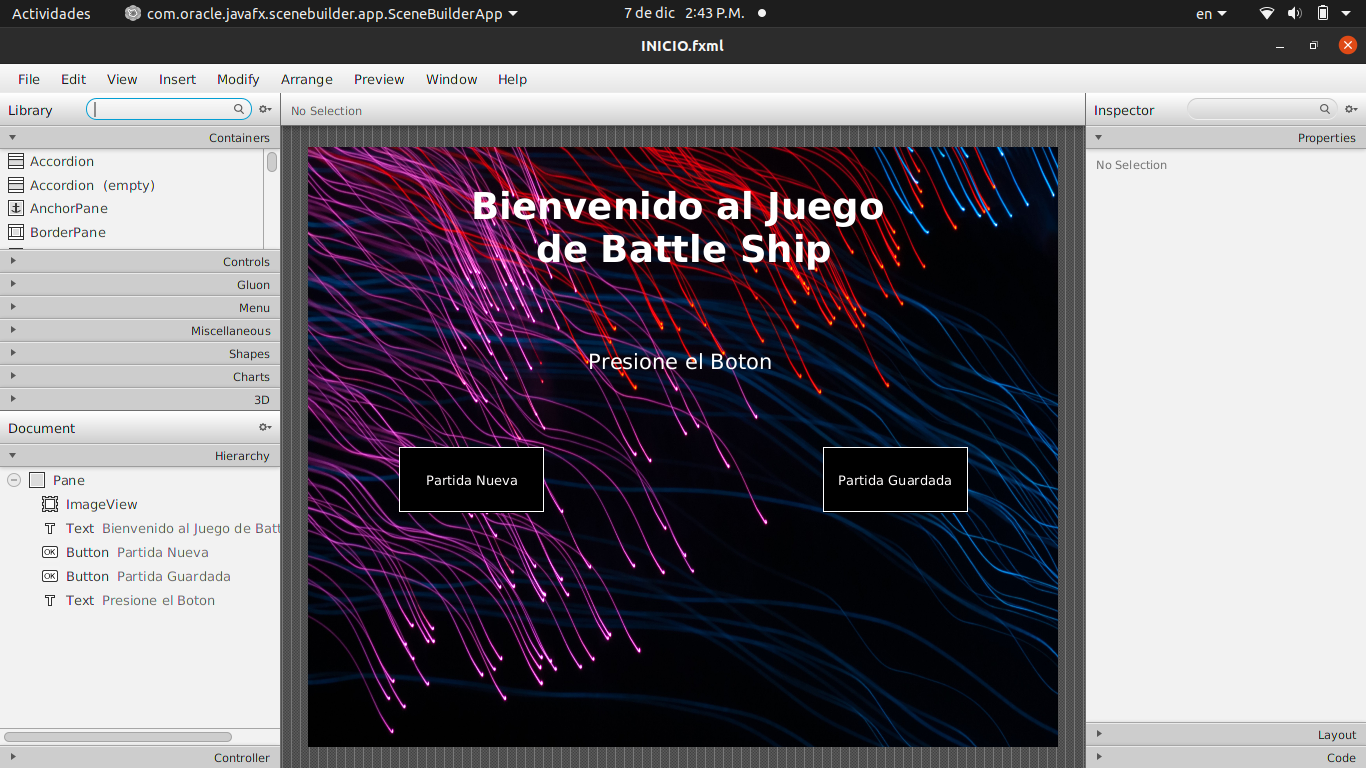 Actividades
com.oracle.javafx.scenebuilder.app.SceneBuilderApp
7 de dic 2:43 P.M.
en
INICIO.fxml
File Edit View Insert Modify Arrange Preview Window Help
Library
No Selection
Inspector
Containers
Accordion
Accordion (empty)
AnchorPane
BorderPane
Controls
Gluon
Menu
Miscellaneous
Shapes
Charts
3D
Document
Hierarchy
Pane
ImageView
Text Bienvenido al Juego de Batt
Button Partida Nueva
Button Partida Guardada
Text Presione el Boton
Controller
Bienvenido al Juego
de Battle Ship
Presione el Boton
Partida Nueva
Partida Guardada
Properties
No Selection
Layout
Code